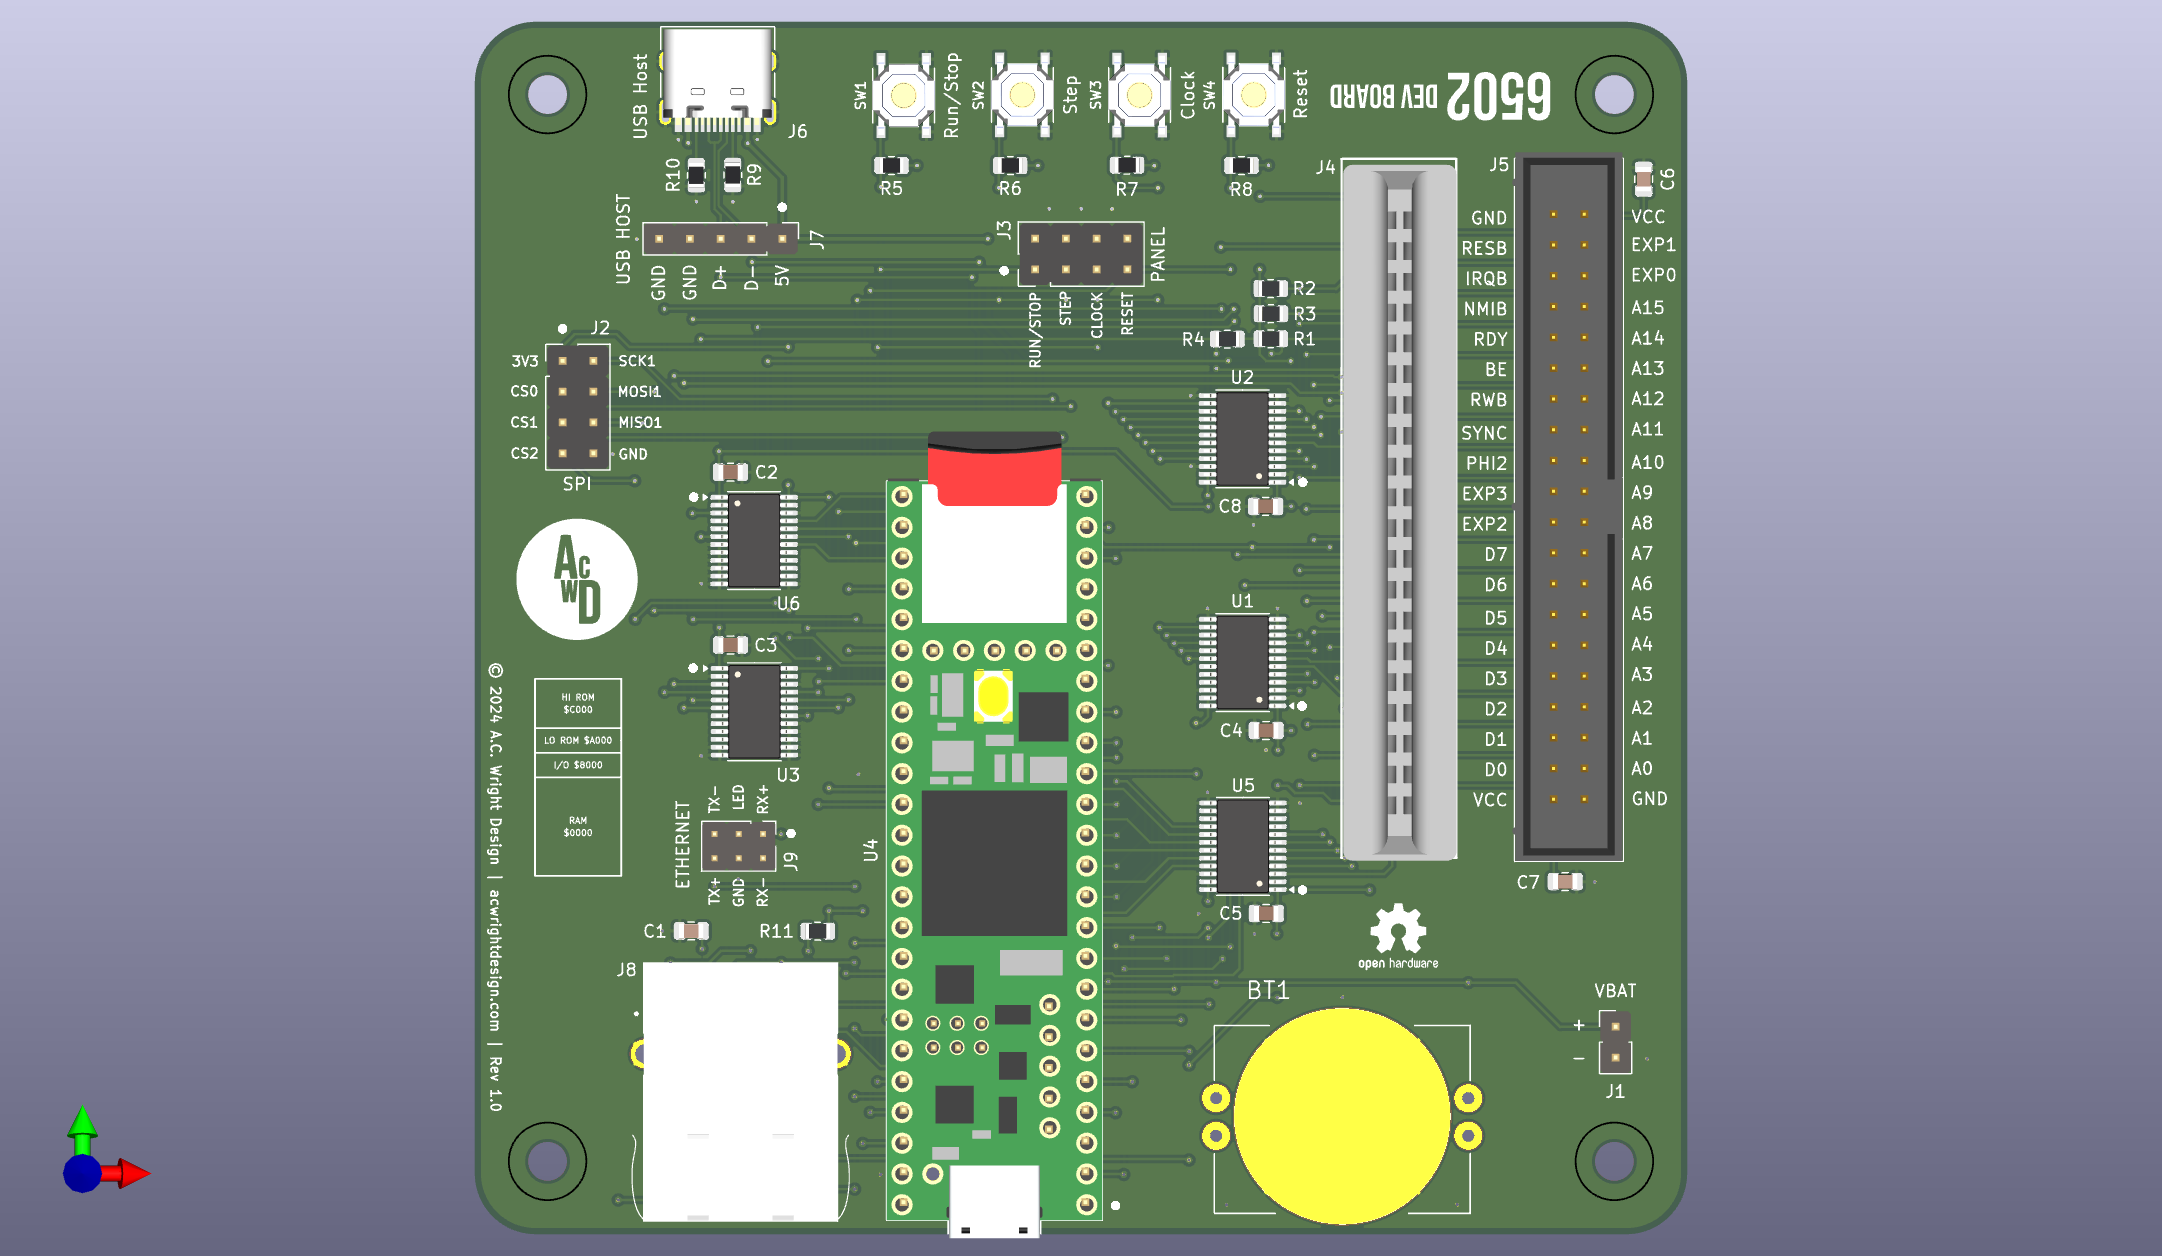 USB Host
J6
R10
R9
USB HOST
J7
GND
GND
D+
D-
5V
SW1
Run/Stop
SW2
Step
SW3
Clock
SW4
Reset
R5
R6
R7
R8
6502 DEV BOARD
J3
PANEL
RUN/STOP
STEP
CLOCK
RESET
R2
R3
R4
R1
J2
3V3
SCK1
CS0
MOSI1
CS1
MISO1
CS2
GND
SPI
C2
U6
C3
U3
ACWD
HI ROM
$C000
LO ROM $A000
I/O $8000
RAM
$0000
© 2024 A.C. Wright Design | acwrightdesign.com | Rev 1.0
ETHERNET
TX-
LED
RX+
J9
TX+
GND
RX-
C1
R11
J8
U4
U2
C8
U1
C4
U5
C5
J4
J5
C6
GND
VCC
RESB
EXP1
IRQB
EXP0
NMIB
A15
RDY
A14
BE
A13
RWB
A12
SYNC
A11
PHI2
A10
EXP3
A9
EXP2
A8
D7
A7
D6
A6
D5
A5
D4
A4
D3
A3
D2
A2
D1
A1
D0
A0
VCC
GND
C7
open hardware
BT1
VBAT
+
-
J1